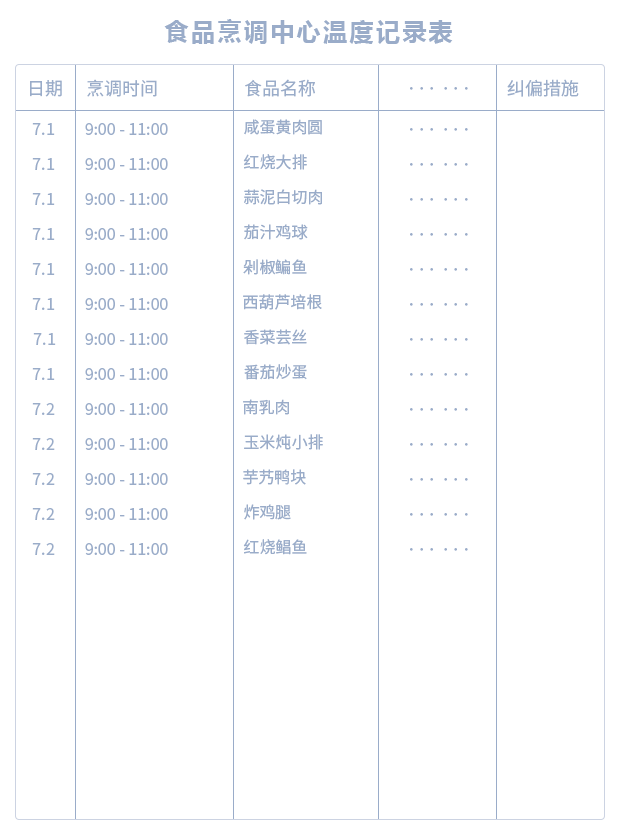 食品烹调中心温度记录表
日期 烹调时间 食品名称 ······ 纠偏措施
7.1 9:00 - 11:00 咸蛋黄肉圆 ······
7.1 9:00 - 11:00 红烧大排 ······
7.1 9:00 - 11:00 蒜泥白切肉 ······
7.1 9:00 - 11:00 茄汁鸡球 ······
7.1 9:00 - 11:00 剁椒鳊鱼 ······
7.1 9:00 - 11:00 西葫芦培根 ······
7.1 9:00 - 11:00 香菜芸丝 ······
7.1 9:00 - 11:00 番茄炒蛋 ······
7.2 9:00 - 11:00 南乳肉 ······
7.2 9:00 - 11:00 玉米炖小排 ······
7.2 9:00 - 11:00 芋艿鸭块 ······
7.2 9:00 - 11:00 炸鸡腿 ······
7.2 9:00 - 11:00 红烧鲳鱼 ······